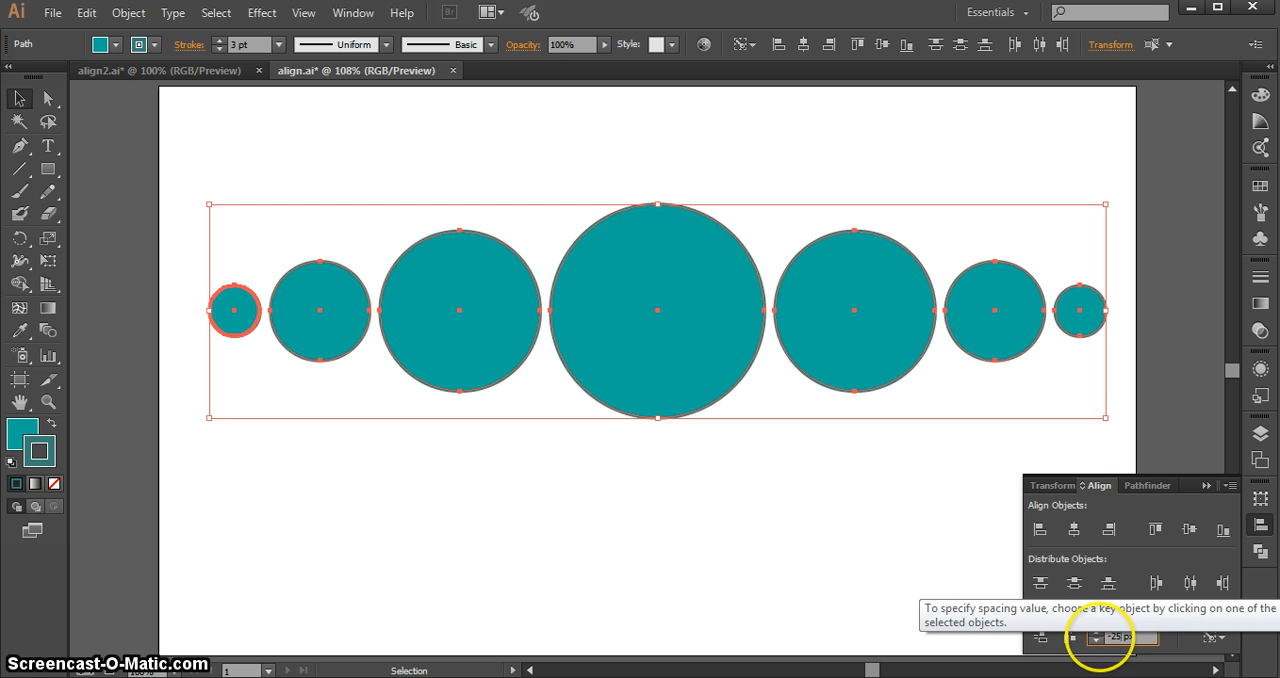 Ai File Edit Object Type Select Effect View Window Help Br Essentials
Path Stroke: 3 pt Uniform Basic Opacity: 100% Style: Transform
align2.ai* @ 100% (RGB/Preview) × align.ai* @ 108% (RGB/Preview) ×
Transform Align Pathfinder
Align Objects:
Distribute Objects:
To specify spacing value, choose a key object by clicking on one of the
selected objects.
-25 px
Screencast-O-Matic.com
1 Selection